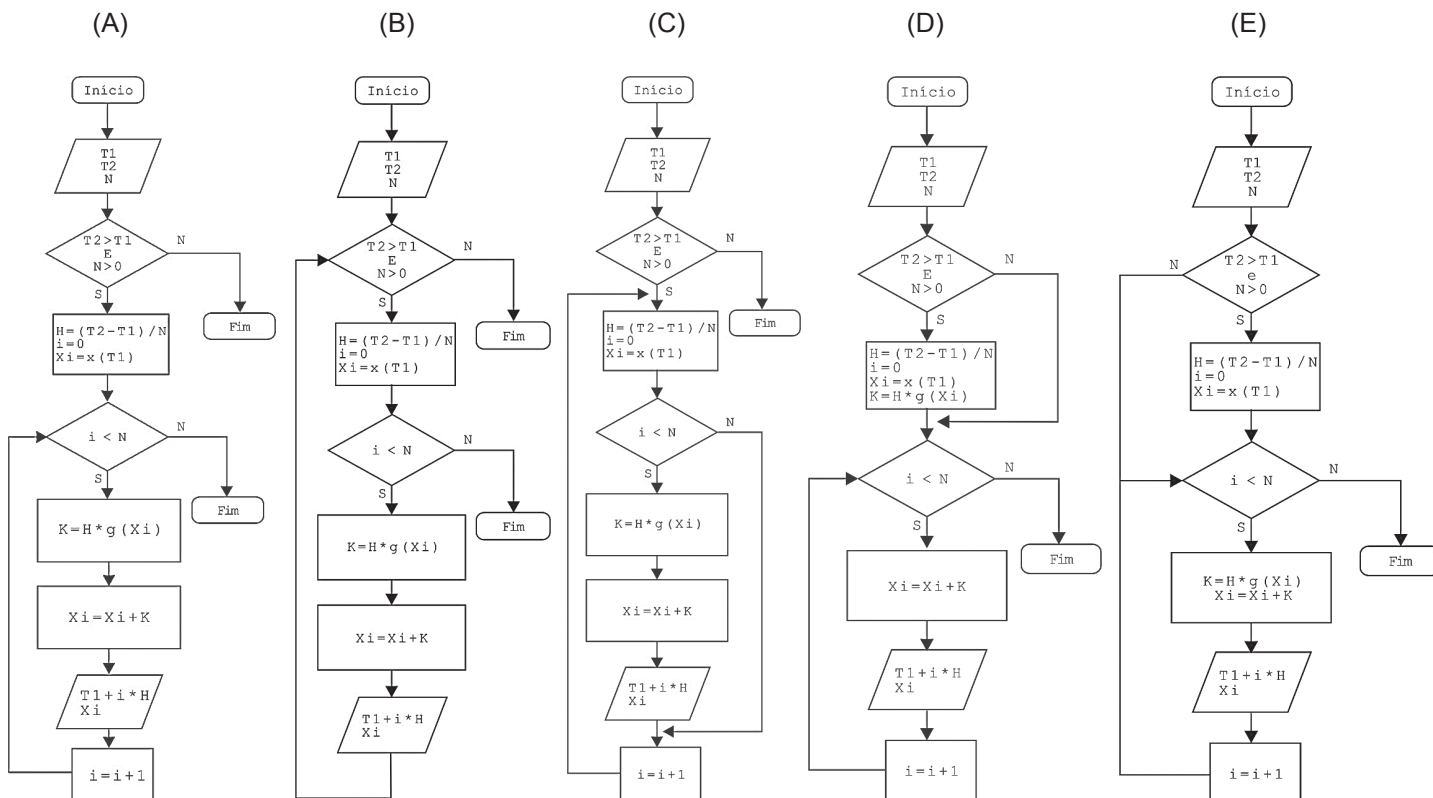 (A)
Início
T1
T2
N
T2>T1
E
N>0
N
S
Fim
H=(T2-T1)/N
i=0
Xi=x(T1)
i < N
N
S
Fim
K=H*g(Xi)
Xi=Xi+K
T1+i*H
Xi
i=i+1
(B)
Início
T1
T2
N
T2>T1
E
N>0
N
S
Fim
H=(T2-T1)/N
i=0
Xi=x(T1)
i < N
N
S
Fim
K=H*g(Xi)
Xi=Xi+K
T1+i*H
Xi
(C)
Início
T1
T2
N
T2>T1
E
N>0
N
S
Fim
H=(T2-T1)/N
i=0
Xi=x(T1)
i < N
N
S
K=H*g(Xi)
Xi=Xi+K
T1+i*H
Xi
i=i+1
(D)
Início
T1
T2
N
T2>T1
E
N>0
N
S
H=(T2-T1)/N
i=0
Xi=x(T1)
K=H*g(Xi)
i < N
N
S
Fim
Xi=Xi+K
T1+i*H
Xi
i=i+1
(E)
Início
T1
T2
N
T2>T1
e
N>0
N
S
H=(T2-T1)/N
i=0
Xi=x(T1)
i < N
N
S
Fim
K=H*g(Xi)
Xi=Xi+K
T1+i*H
Xi
i=i+1